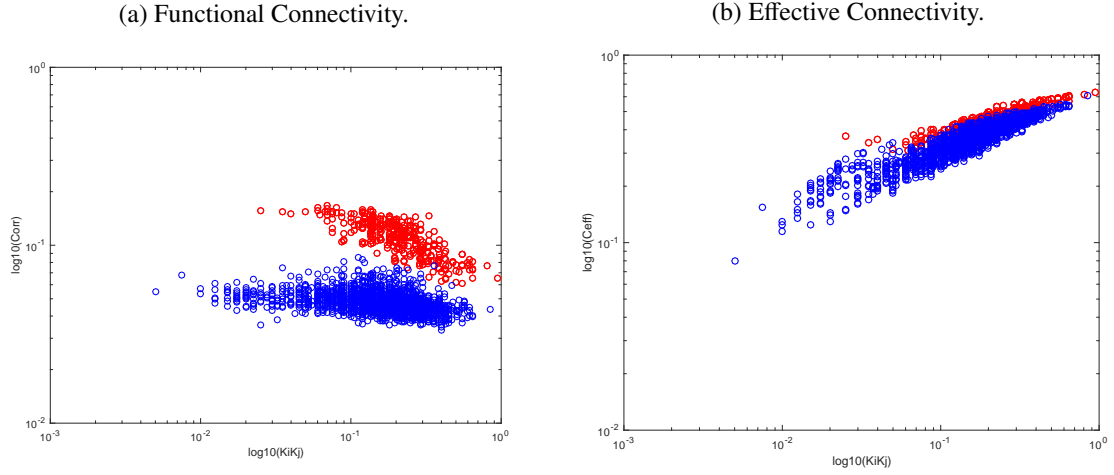 (a) Functional Connectivity.
10^0
10^-1
10^-2
log10(Corr)
10^-3
10^-2
10^-1
10^0
log10(KiKj)
(b) Effective Connectivity.
10^0
10^-1
10^-2
log10(Ceff)
10^-3
10^-2
10^-1
10^0
log10(KiKj)